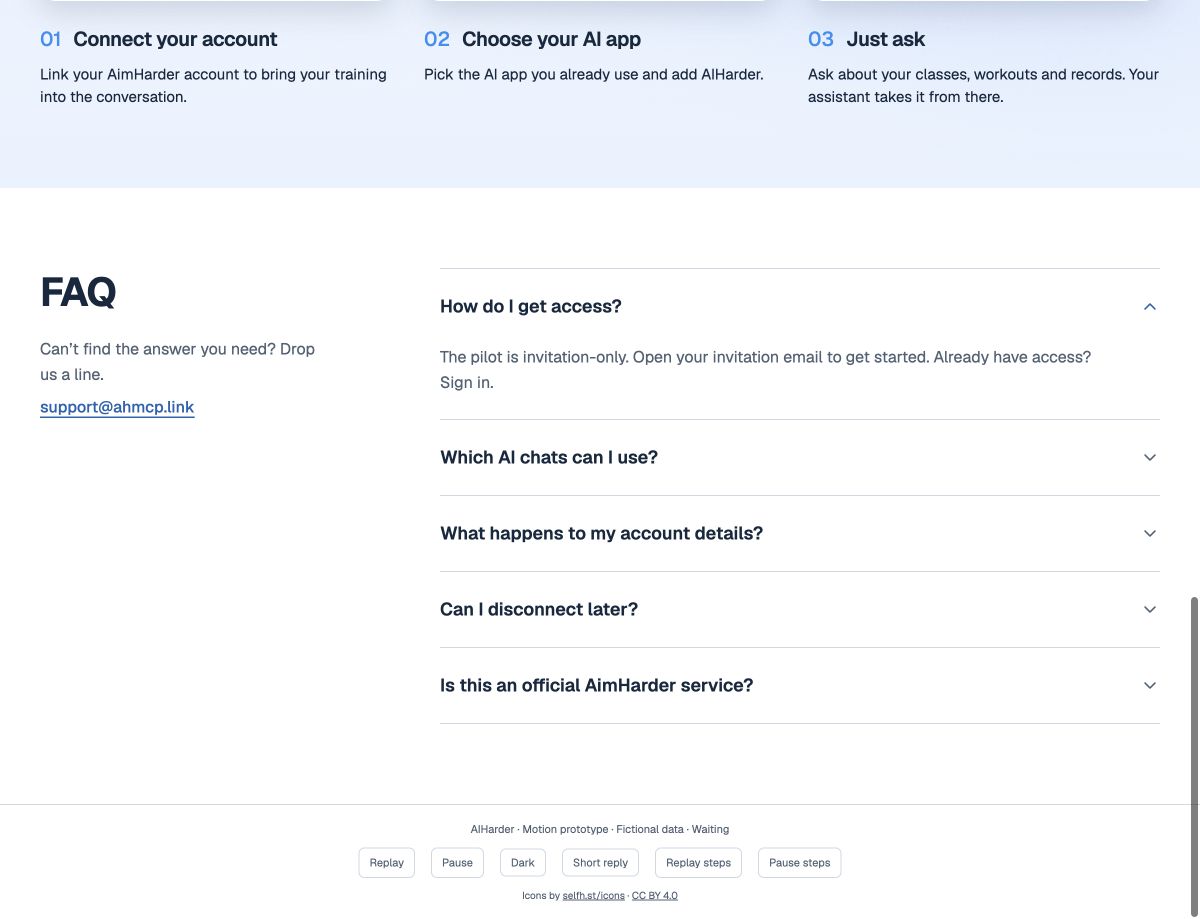 01 Connect your account
Link your AimHarder account to bring your training
into the conversation.
02 Choose your AI app
Pick the AI app you already use and add AIHarder.
03 Just ask
Ask about your classes, workouts and records. Your
assistant takes it from there.
FAQ
Can’t find the answer you need? Drop
us a line.
support@ahmcp.link
How do I get access?
The pilot is invitation-only. Open your invitation email to get started. Already have access?
Sign in.
Which AI chats can I use?
What happens to my account details?
Can I disconnect later?
Is this an official AimHarder service?
AIHarder · Motion prototype · Fictional data · Waiting
Replay Pause Dark Short reply Replay steps Pause steps
Icons by selfh.st/icons · CC BY 4.0